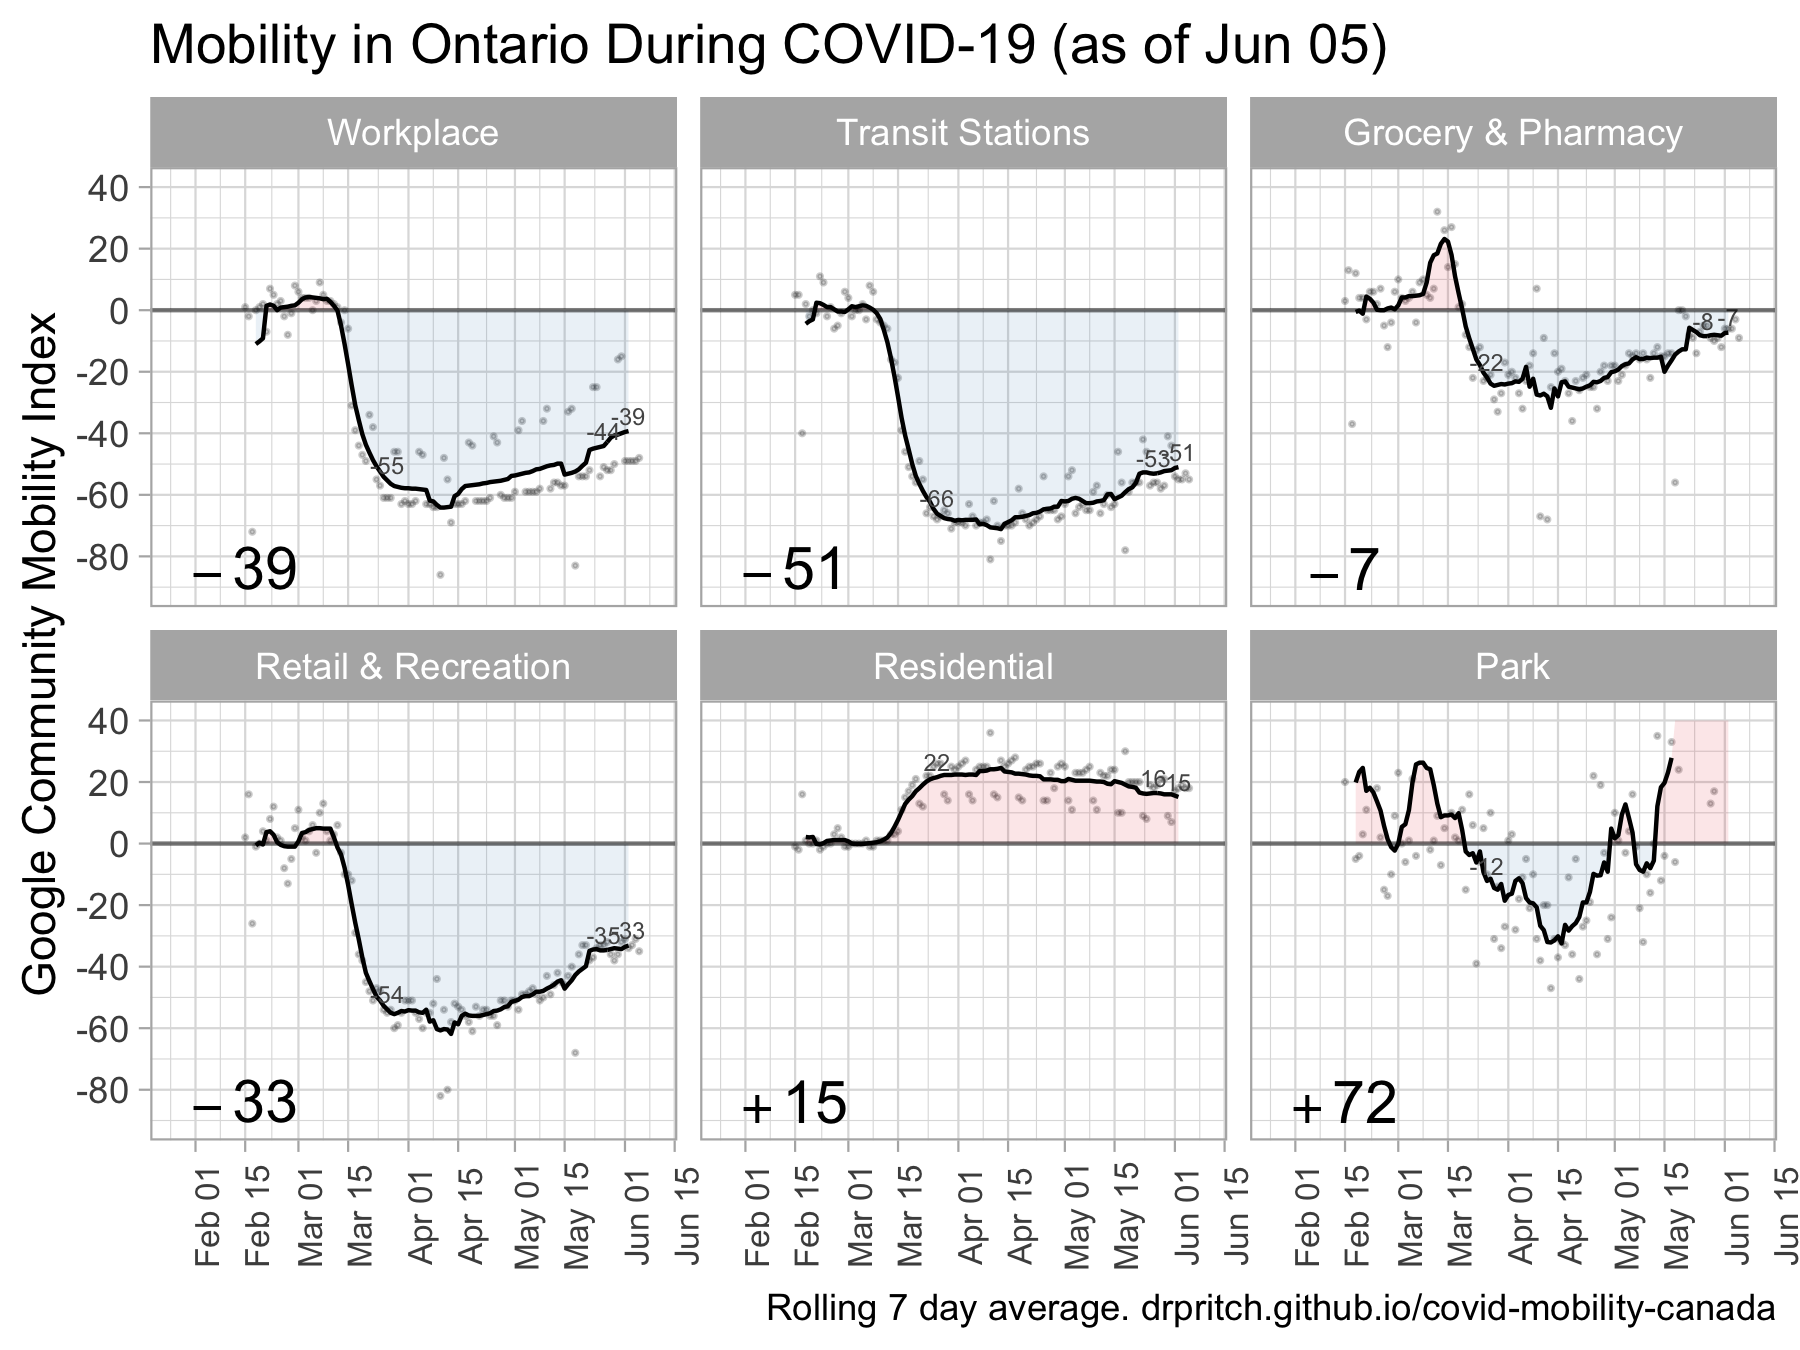 Mobility in Ontario During COVID-19 (as of Jun 05)
Google Community Mobility Index
Workplace
Transit Stations
Grocery & Pharmacy
40
20
0
-20
-40
-60
-80
-55
-44
-39
– 39
-66
-53
-51
– 51
-22
-8
-7
– 7
Retail & Recreation
Residential
Park
40
20
0
-20
-40
-60
-80
-54
-35
-33
– 33
22
16
15
+ 15
-12
+ 72
Feb 01
Feb 15
Mar 01
Mar 15
Apr 01
Apr 15
May 01
May 15
Jun 01
Jun 15
Feb 01
Feb 15
Mar 01
Mar 15
Apr 01
Apr 15
May 01
May 15
Jun 01
Jun 15
Feb 01
Feb 15
Mar 01
Mar 15
Apr 01
Apr 15
May 01
May 15
Jun 01
Jun 15
Rolling 7 day average. drpritch.github.io/covid-mobility-canada